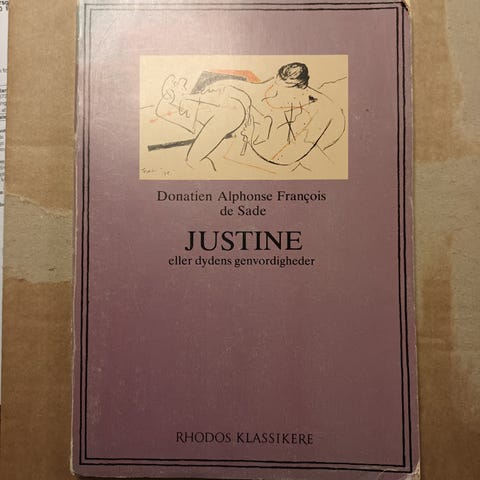 Donatien Alphonse François
de Sade
JUSTINE
eller dydens genvordigheder
RHODOS KLASSIKERE